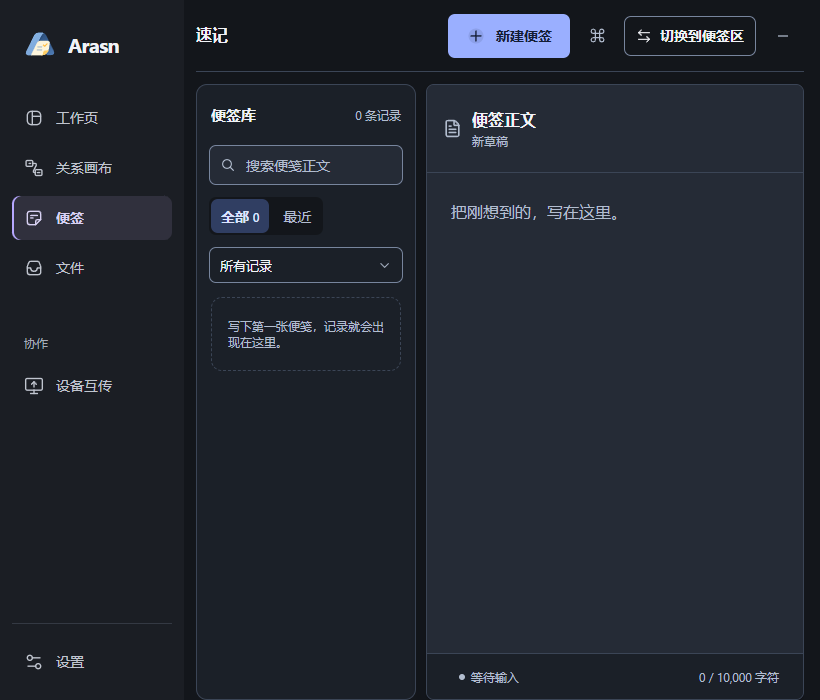 Arasn
工作页
关系画布
便签
文件
协作
设备互传
设置
速记
新建便签
切换到便签区
便签库
0 条记录
搜索便笺正文
全部 0
最近
所有记录
写下第一张便笺，记录就会出
现在这里。
便签正文
新草稿
把刚想到的，写在这里。
等待输入
0 / 10,000 字符